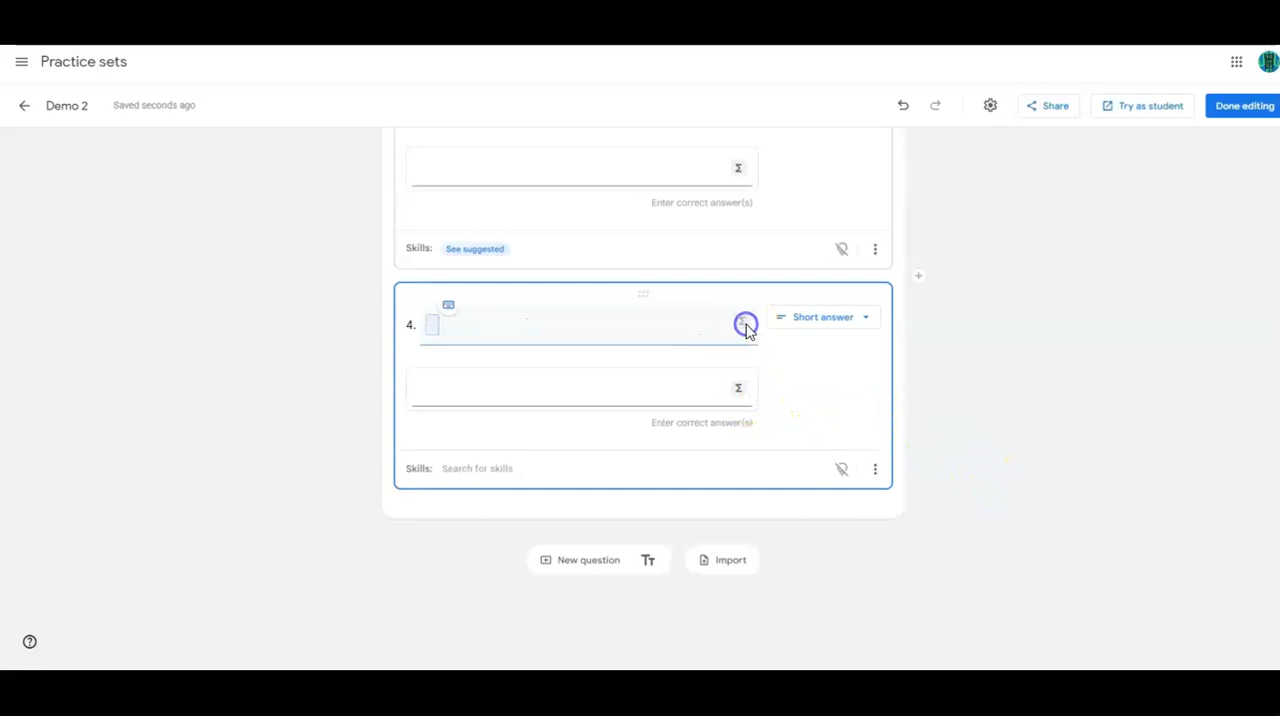 Practice sets
Demo 2 Saved seconds ago Share Try as student Done editing
Σ
Enter correct answer(s)
Skills: See suggested
4. Short answer
Σ
Enter correct answer(s)
Skills: Search for skills
New question Tт Import